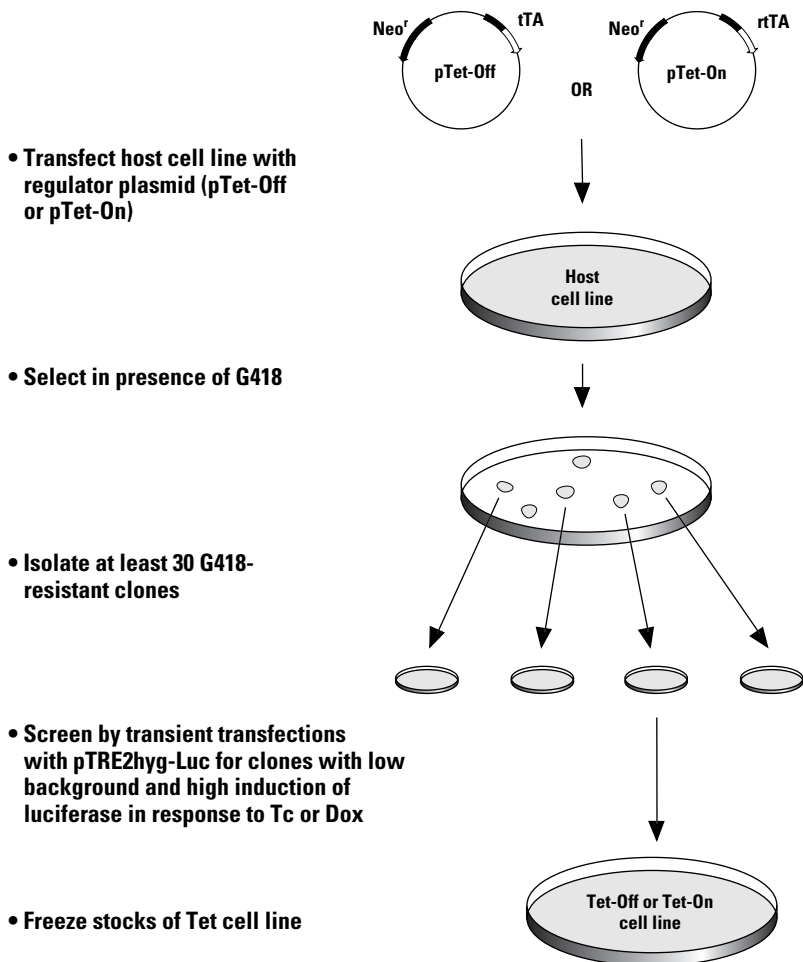 Neoʳ
tTA
pTet-Off
OR
Neoʳ
rtTA
pTet-On
• Transfect host cell line with
regulator plasmid (pTet-Off
or pTet-On)
Host
cell line
• Select in presence of G418
• Isolate at least 30 G418-
resistant clones
• Screen by transient transfections
with pTRE2hyg-Luc for clones with low
background and high induction of
luciferase in response to Tc or Dox
Tet-Off or Tet-On
cell line
• Freeze stocks of Tet cell line